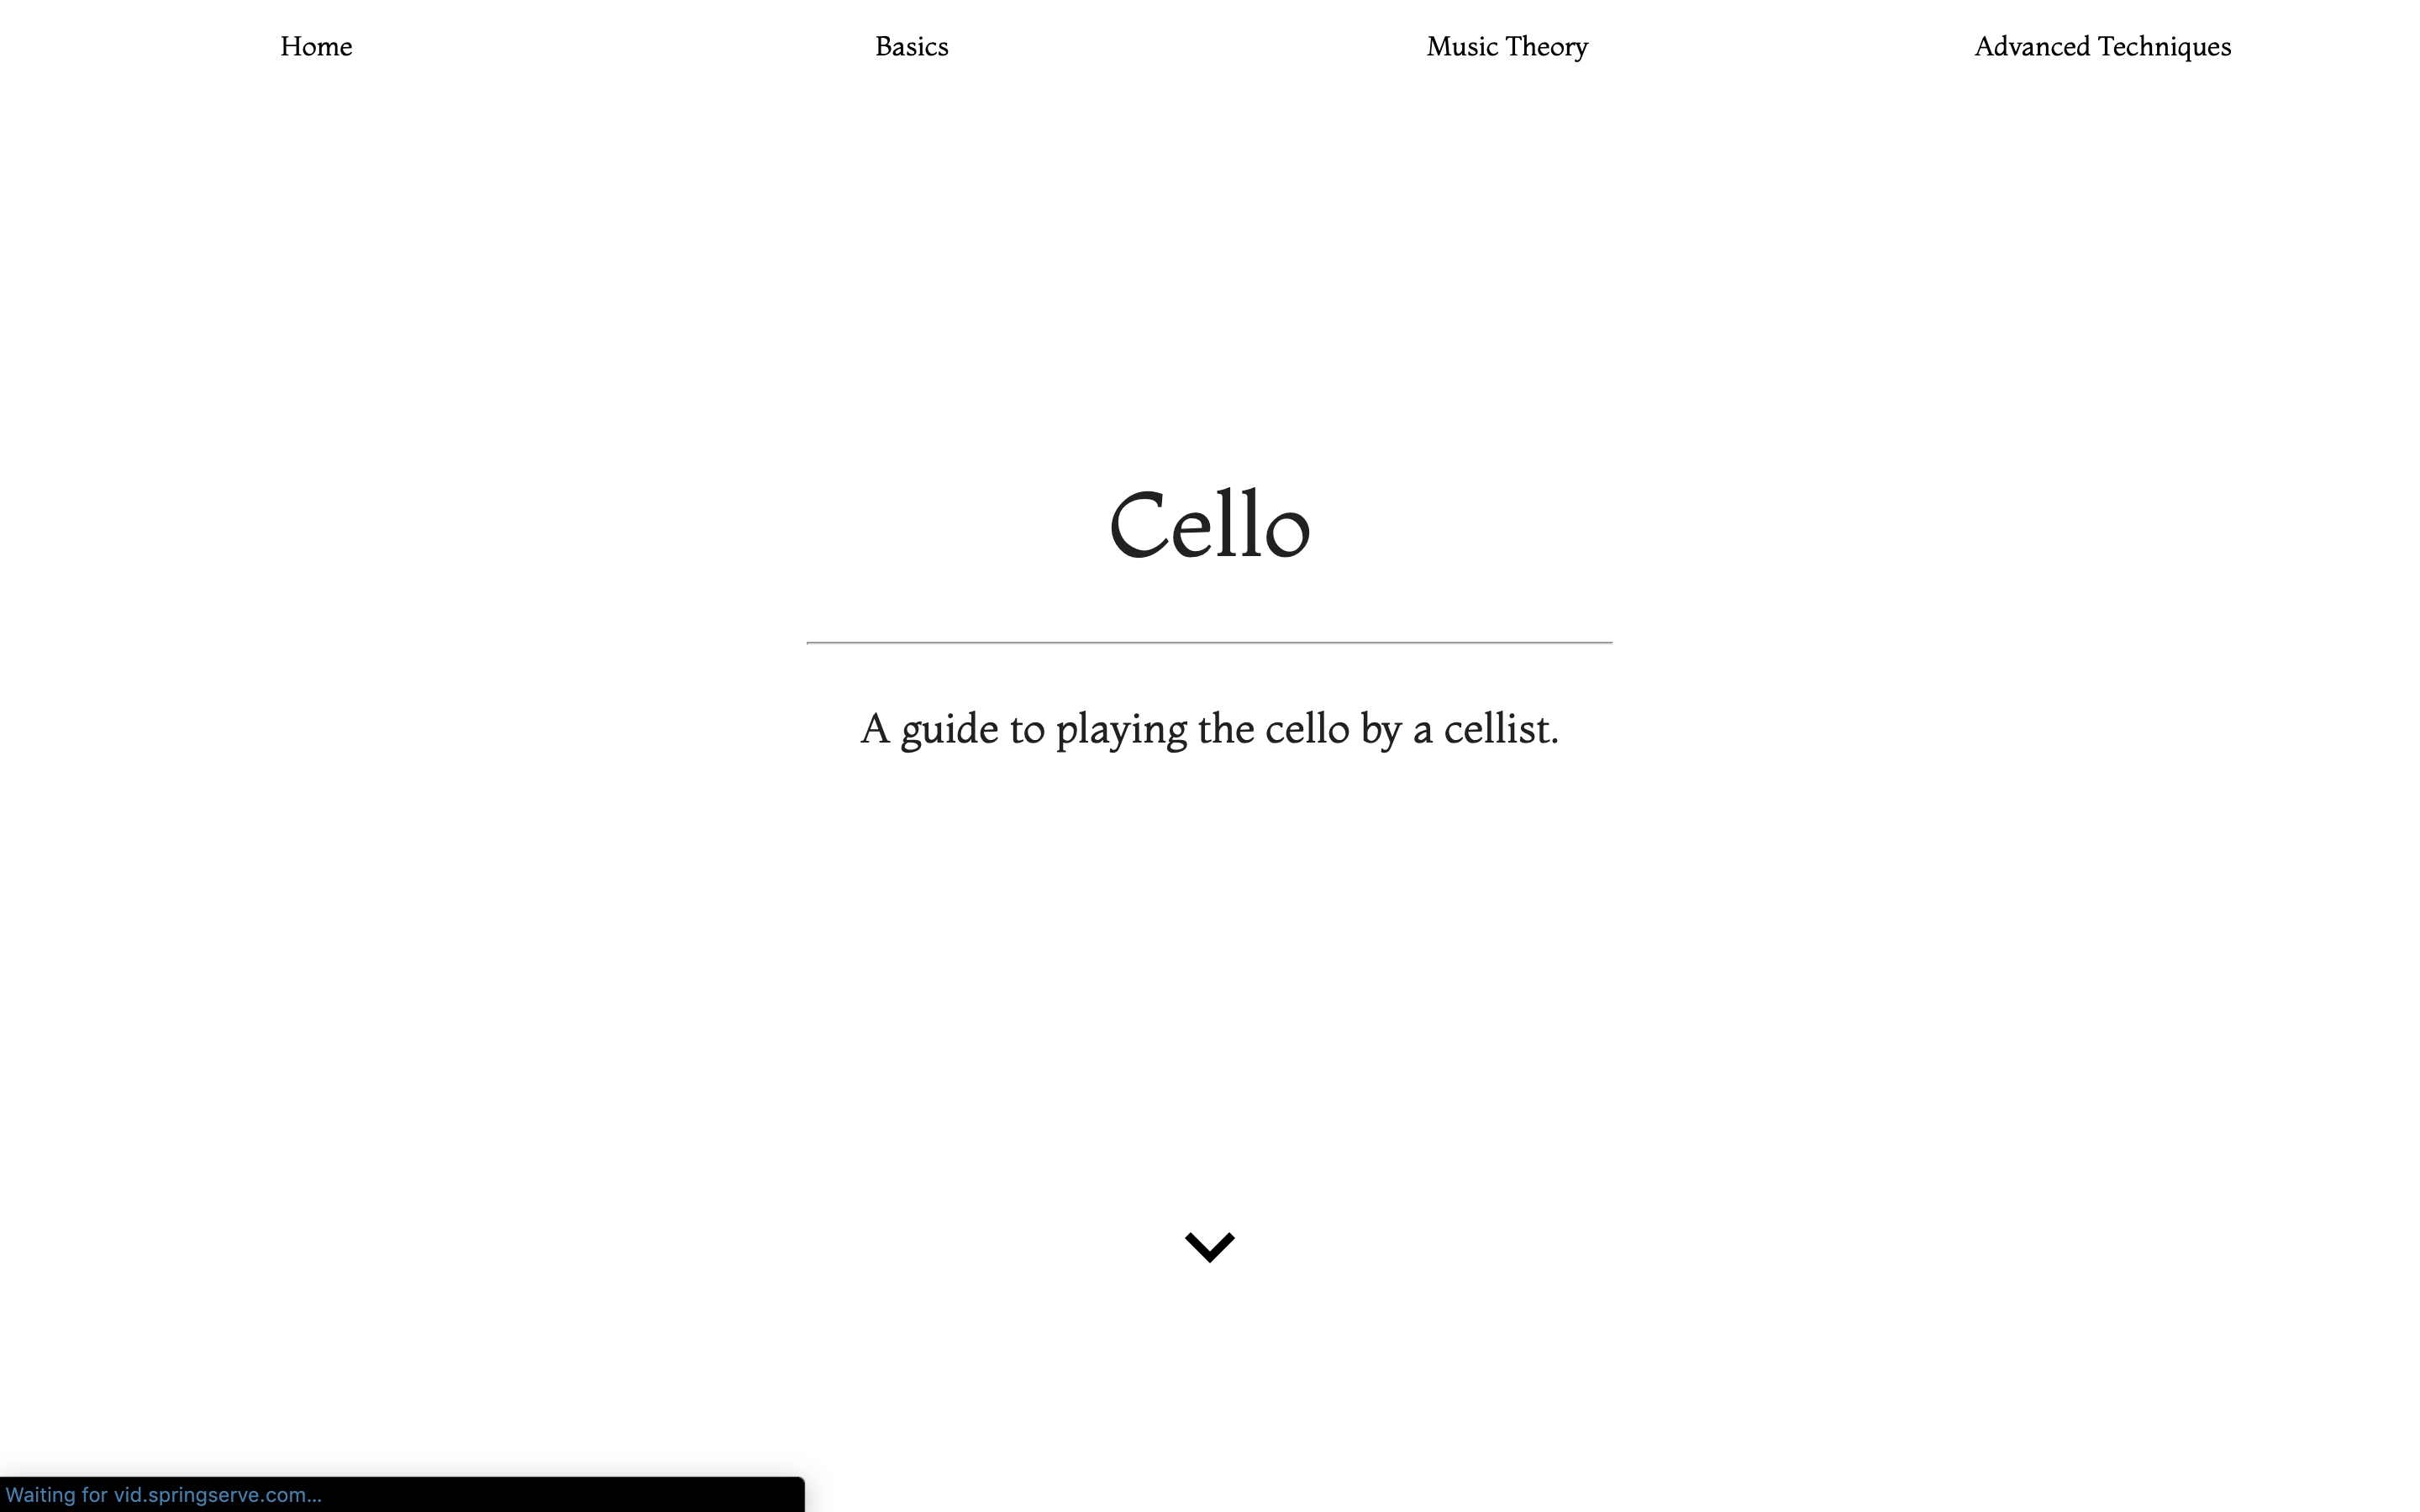 Home Basics Music Theory Advanced Techniques
Cello
A guide to playing the cello by a cellist.
Waiting for vid.springserve.com...